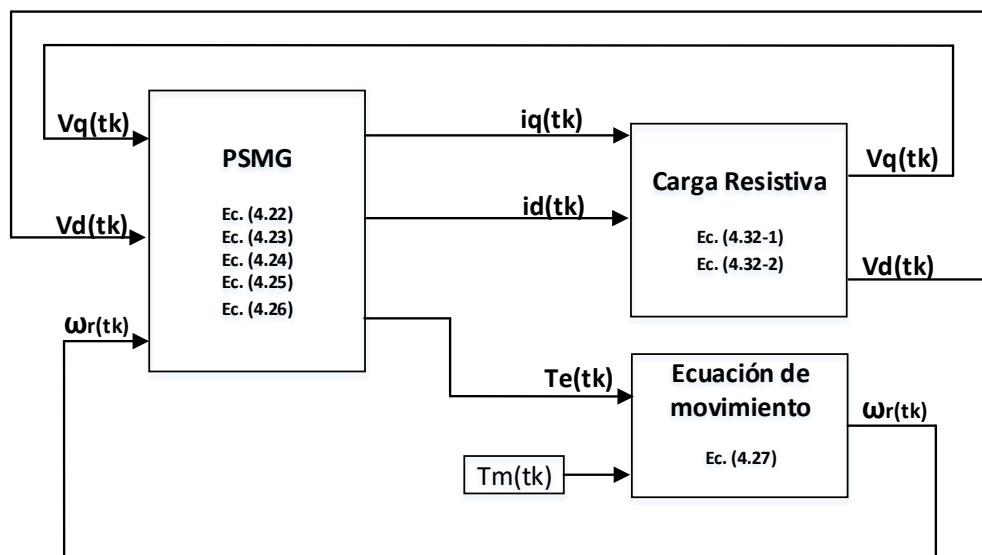 Vq(tk)
Vd(tk)
ωr(tk)
PSMG
Ec. (4.22)
Ec. (4.23)
Ec. (4.24)
Ec. (4.25)
Ec. (4.26)
iq(tk)
id(tk)
Te(tk)
Tm(tk)
Carga Resistiva
Ec. (4.32-1)
Ec. (4.32-2)
Vq(tk)
Vd(tk)
Ecuación de
movimiento
Ec. (4.27)
ωr(tk)